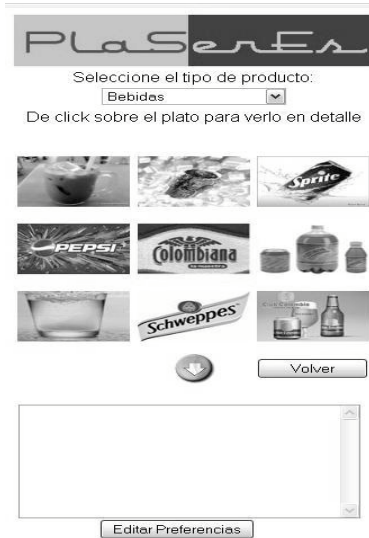 PLaSerEs
Seleccione el tipo de producto:
Bebidas
De click sobre el plato para verlo en detalle
Sprite
PEPSI
Colombiana
Schweppes
Volver
Editar Preferencias